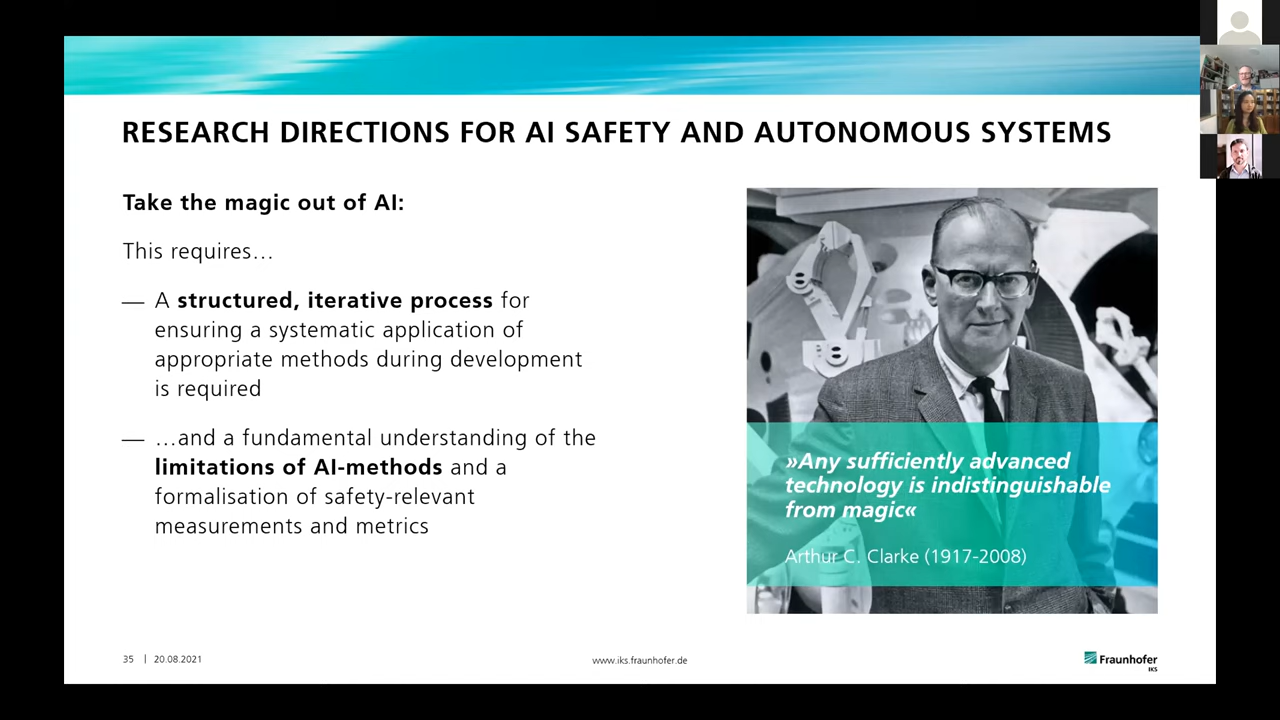 RESEARCH DIRECTIONS FOR AI SAFETY AND AUTONOMOUS SYSTEMS
Take the magic out of AI:
This requires…
— A structured, iterative process for
ensuring a systematic application of
appropriate methods during development
is required
— …and a fundamental understanding of the
limitations of AI-methods and a
formalisation of safety-relevant
measurements and metrics
»Any sufficiently advanced
technology is indistinguishable
from magic«
Arthur C. Clarke (1917-2008)
35 | 20.08.2021
www.iks.fraunhofer.de
Fraunhofer
IKS